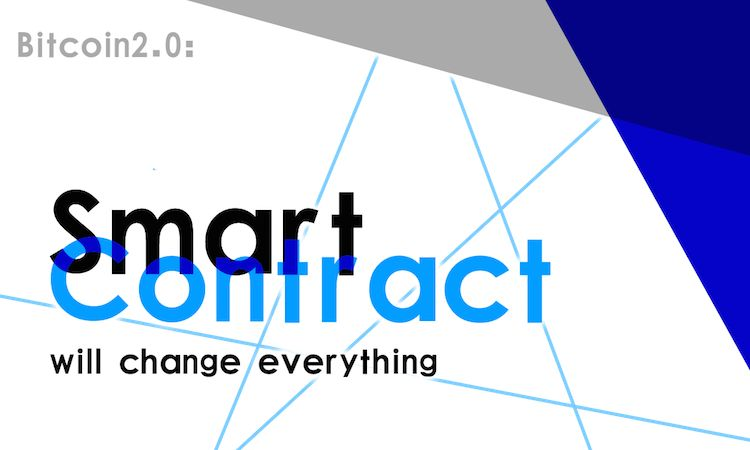 Bitcoin2.0:
Smart
Contract
will change everything